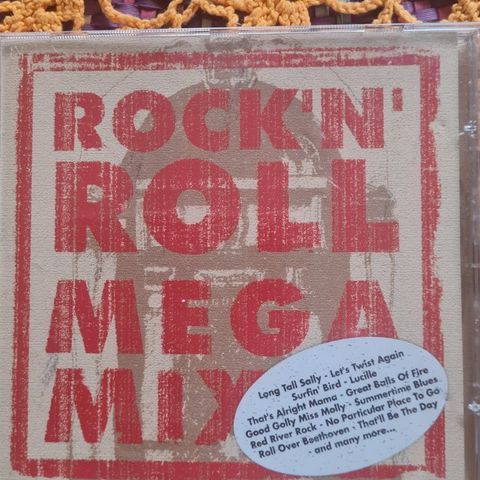 ROCK'N'
ROLL
MEGA
MIX
Long Tall Sally - Let's Twist Again
Surfin' Bird - Lucille
That's Alright Mama - Great Balls Of Fire
Good Golly Miss Molly - Summertime Blues
Red River Rock - No Particular Place To Go
Roll Over Beethoven - That'll Be The Day
- and many more...